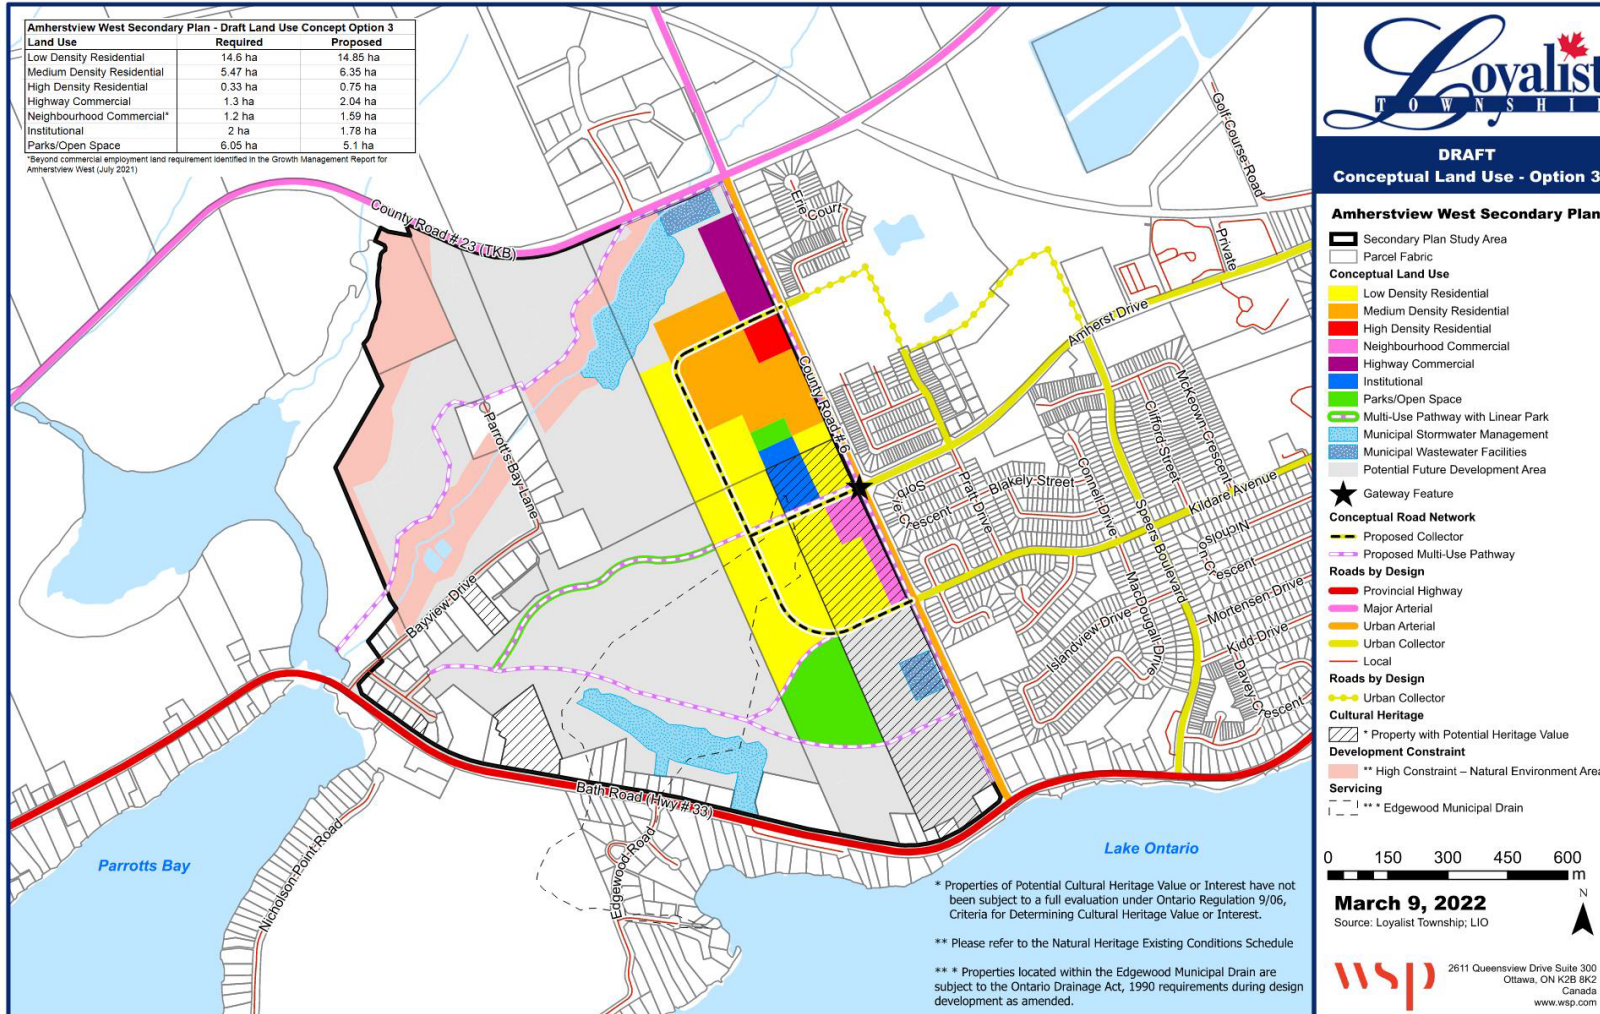 Amherstview West Secondary Plan - Draft Land Use Concept Option 3
Land Use Required Proposed
Low Density Residential 14.6 ha 14.85 ha
Medium Density Residential 5.47 ha 6.35 ha
High Density Residential 0.33 ha 0.75 ha
Highway Commercial 1.3 ha 2.04 ha
Neighbourhood Commercial* 1.2 ha 1.59 ha
Institutional 2 ha 1.78 ha
Parks/Open Space 6.05 ha 5.1 ha
*Beyond commercial employment land requirement identified in the Growth Management Report for
Amherstview West (July 2021)
County Road # 23 (TKB)
Erie Court
Golf-Course-Road
Private
Amherst Drive
County Road # 6
Parrott's Bay Lane
Bayview Drive
McKeown-Crescent
Clifford-Street
Pratt-Drive
Blakely-Street
Connell-Drive
Kildare Avenue
Speers Boulevard
Crescent
Nichols
on-Crescent
Mortensen-Drive
MacDougall-Drive
Kidd-Drive
Islandview-Drive
Davey
Crescent
Bath Road (Hwy # 33)
Edgewood-Road
Nicholson-Point-Road
Parrotts Bay
Lake Ontario
* Properties of Potential Cultural Heritage Value or Interest have not
been subject to a full evaluation under Ontario Regulation 9/06,
Criteria for Determining Cultural Heritage Value or Interest.
** Please refer to the Natural Heritage Existing Conditions Schedule
** * Properties located within the Edgewood Municipal Drain are
subject to the Ontario Drainage Act, 1990 requirements during design
development as amended.
Loyalist
TOWNSHI
DRAFT
Conceptual Land Use - Option 3
Amherstview West Secondary Plan
Secondary Plan Study Area
Parcel Fabric
Conceptual Land Use
Low Density Residential
Medium Density Residential
High Density Residential
Neighbourhood Commercial
Highway Commercial
Institutional
Parks/Open Space
Multi-Use Pathway with Linear Park
Municipal Stormwater Management
Municipal Wastewater Facilities
Potential Future Development Area
Gateway Feature
Conceptual Road Network
Proposed Collector
Proposed Multi-Use Pathway
Roads by Design
Provincial Highway
Major Arterial
Urban Arterial
Urban Collector
Local
Roads by Design
Urban Collector
Cultural Heritage
* Property with Potential Heritage Value
Development Constraint
** High Constraint – Natural Environment Area
Servicing
** * Edgewood Municipal Drain
0 150 300 450 600
m
N
March 9, 2022
Source: Loyalist Township; LIO
wsp
2611 Queensview Drive Suite 300
Ottawa, ON K2B 8K2
Canada
www.wsp.com